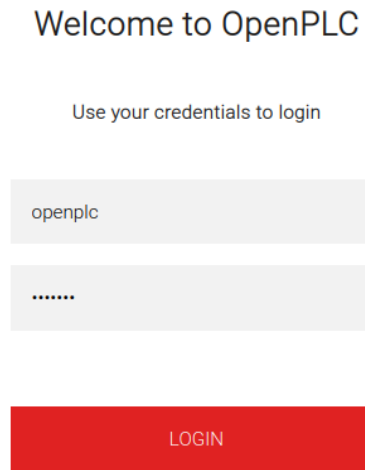 Welcome to OpenPLC
Use your credentials to login
openplc
•••••••
LOGIN